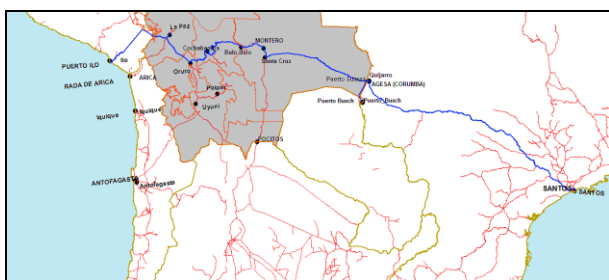 La Paz
Cochabamba
Bulo Bulo
MONTERO
Santa Cruz
PUERTO ILO
Ilo
Oruro
RADA DE ARICA
ARICA
Potosi
Uyuni
Iquique
Iquique
Puerto Suarez
Quijarro
TAGESA (CORUMBA)
Puerto Busch
Puerto Busch
POCITOS
ANTOFAGASTA
Antofagasta
SANTOS
SANTOS